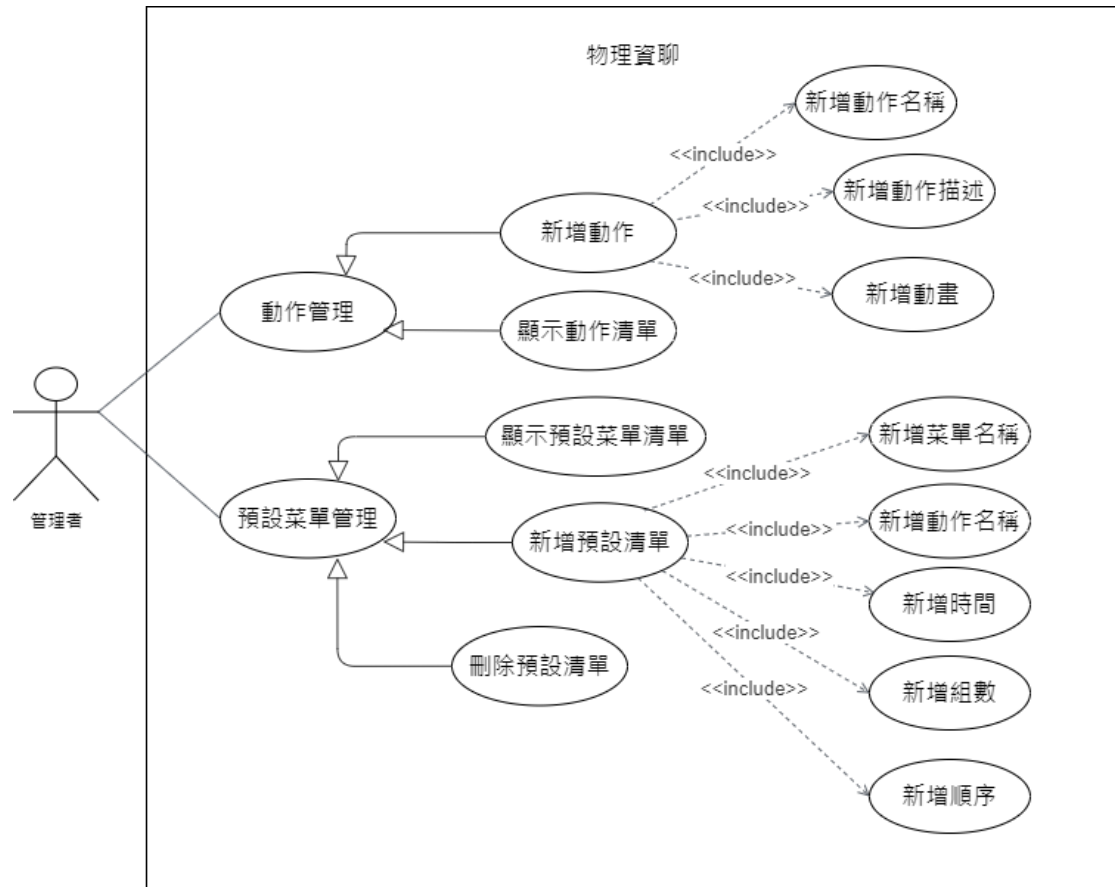 物理資聊
新增動作名稱
<<include>>
新增動作描述
<<include>>
新增動作
<<include>>
新增動畫
動作管理
顯示動作清單
管理者
顯示預設菜單清單
新增菜單名稱
<<include>>
預設菜單管理
新增預設清單
<<include>>
新增動作名稱
<<include>>
新增時間
<<include>>
刪除預設清單
新增組數
<<include>>
新增順序